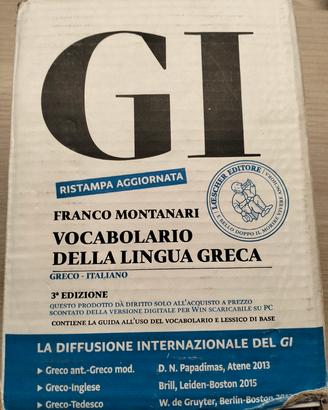 GI
RISTAMPA AGGIORNATA
LOESCHER EDITORE
FRANCO MONTANARI
VOCABOLARIO
DELLA LINGUA GRECA
GRECO - ITALIANO
3ª EDIZIONE
QUESTO PRODOTTO DÀ DIRITTO SOLO ALL'ACQUISTO A PREZZO
SCONTATO DELLA VERSIONE DIGITALE PER WIN SCARICABILE SU PC
CONTIENE LA GUIDA ALL'USO DEL VOCABOLARIO E LESSICO DI BASE
LA DIFFUSIONE INTERNAZIONALE DEL GI
Greco ant.-Greco mod. D. N. Papadimas, Atene 2013
Greco-Inglese Brill, Leiden-Boston 2015
Greco-Tedesco W. de Gruyter, Berlin-Boston